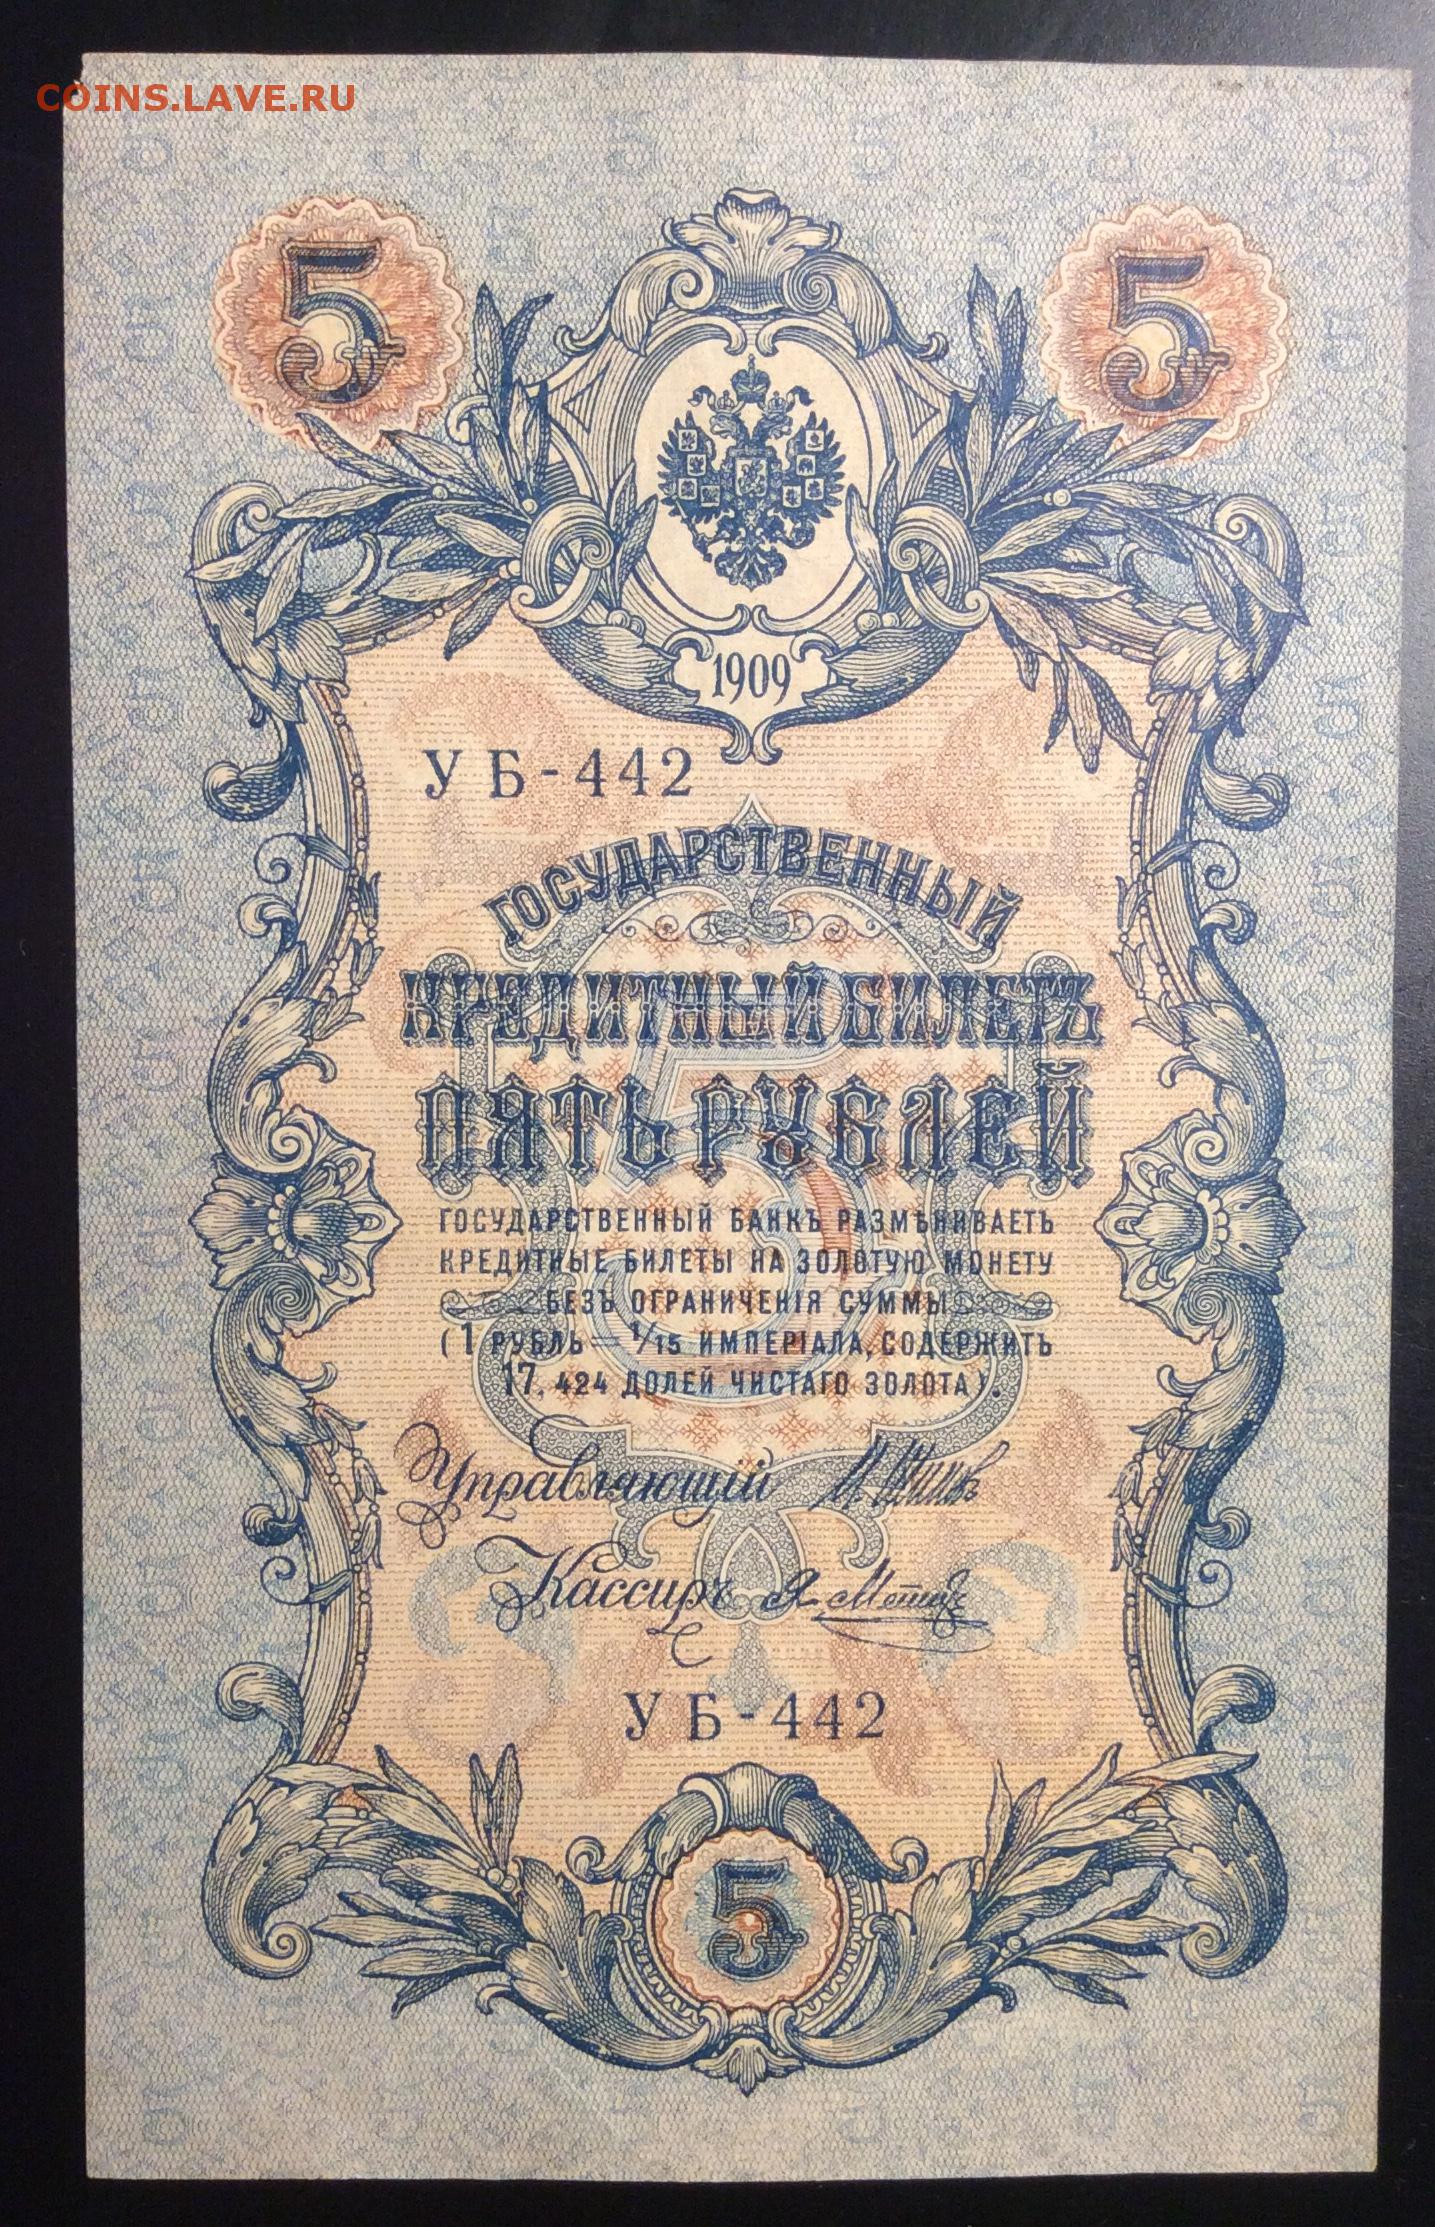 COINS.LAVE.RU
5 5
1909
УБ-442
ГОСУДАРСТВЕННЫЙ
КРЕДИТНЫЙ БИЛЕТЪ
ПЯТЬ РУБЛЕЙ
ГОСУДАРСТВЕННЫЙ БАНКЪ РАЗМѢНИВАЕТЪ
КРЕДИТНЫЕ БИЛЕТЫ НА ЗОЛОТУЮ МОНЕТУ
БЕЗЪ ОГРАНИЧЕНІЯ СУММЫ
(1 РУБЛЬ = 1/15 ИМПЕРІАЛА, СОДЕРЖИТЪ
17,424 ДОЛЕЙ ЧИСТАГО ЗОЛОТА).
Управляющій И. Шиповъ
Кассиръ Я. Метцъ
УБ-442
5